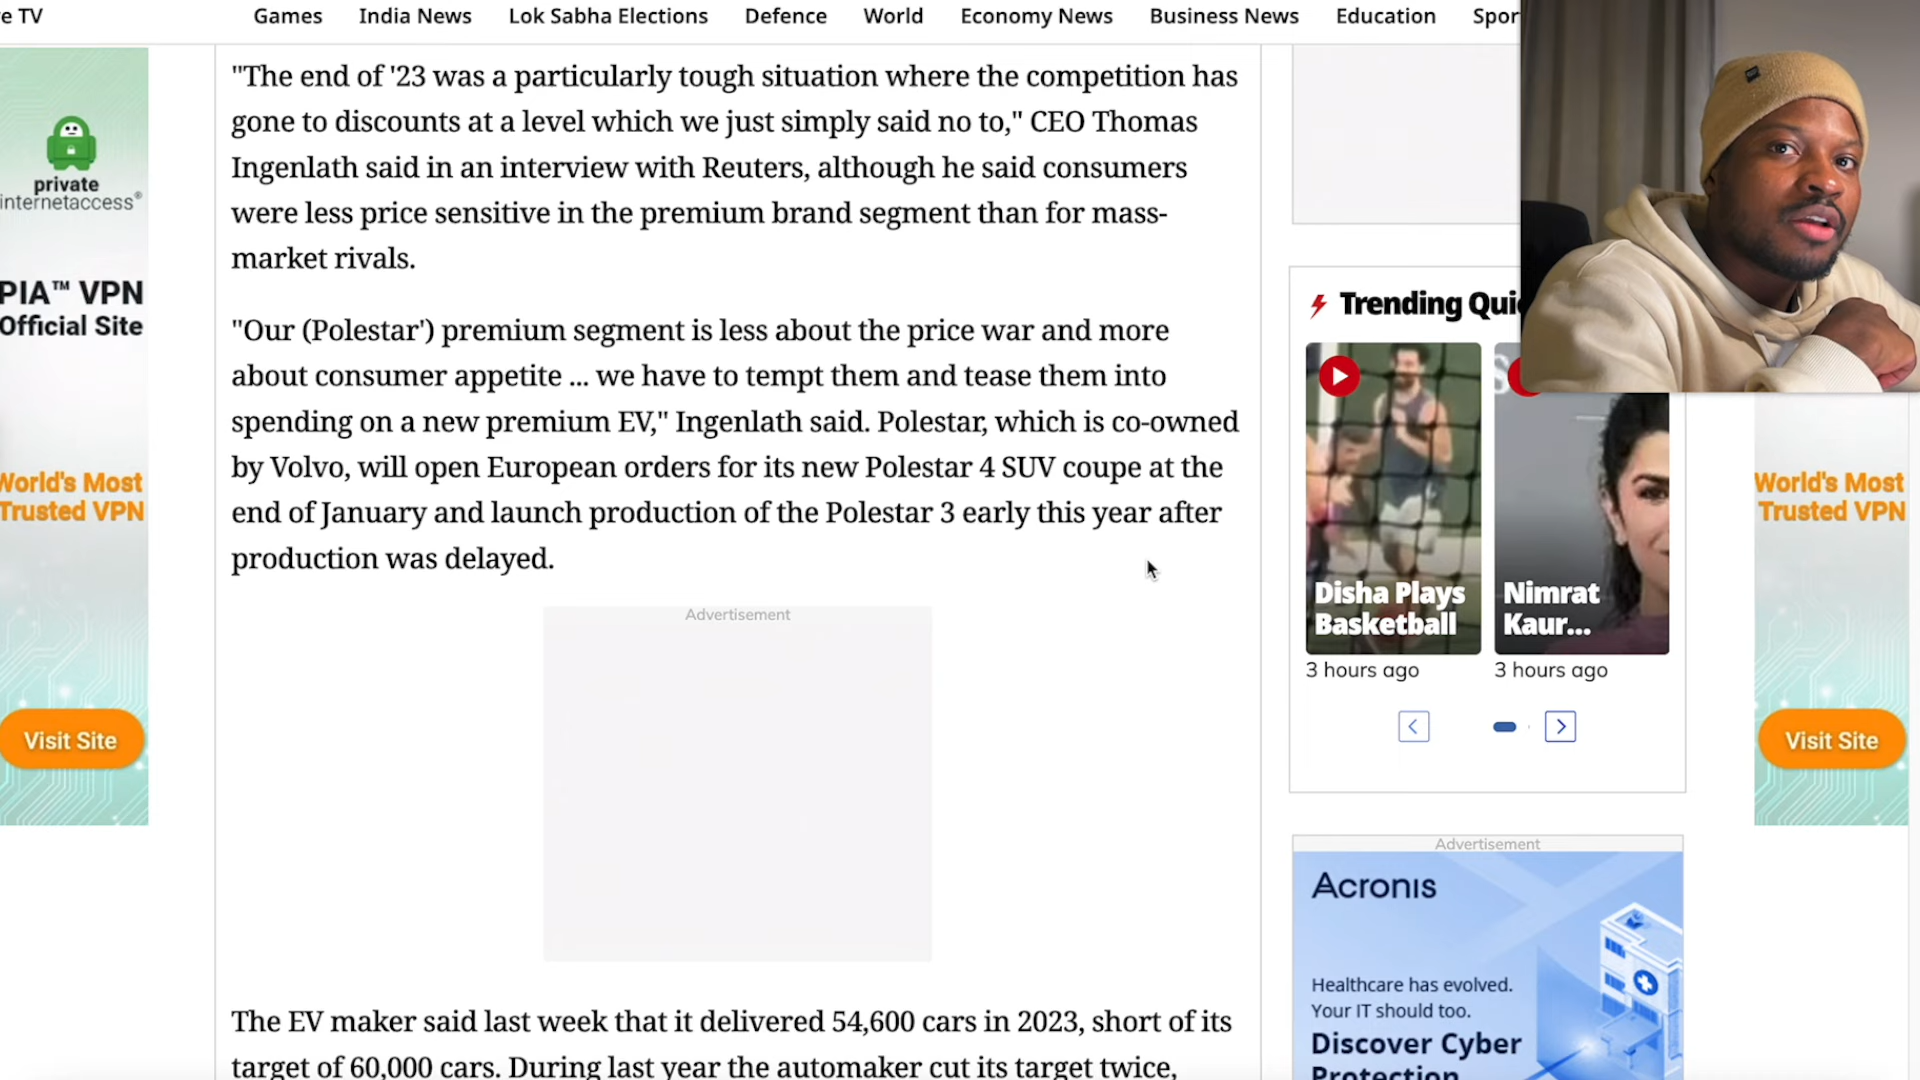 e TV
Games India News Lok Sabha Elections Defence World Economy News Business News Education Spor
"The end of '23 was a particularly tough situation where the competition has
gone to discounts at a level which we just simply said no to," CEO Thomas
Ingenlath said in an interview with Reuters, although he said consumers
were less price sensitive in the premium brand segment than for mass-
market rivals.
"Our (Polestar') premium segment is less about the price war and more
about consumer appetite ... we have to tempt them and tease them into
spending on a new premium EV," Ingenlath said. Polestar, which is co-owned
by Volvo, will open European orders for its new Polestar 4 SUV coupe at the
end of January and launch production of the Polestar 3 early this year after
production was delayed.
Advertisement
The EV maker said last week that it delivered 54,600 cars in 2023, short of its
target of 60,000 cars. During last year the automaker cut its target twice,
private
internetaccess®
PIA™ VPN
Official Site
World's Most
Trusted VPN
Visit Site
Trending Qui
Disha Plays
Basketball
3 hours ago
Nimrat
Kaur...
3 hours ago
Advertisement
Acronis
Healthcare has evolved.
Your IT should too.
Discover Cyber
Protection
World's Most
Trusted VPN
Visit Site